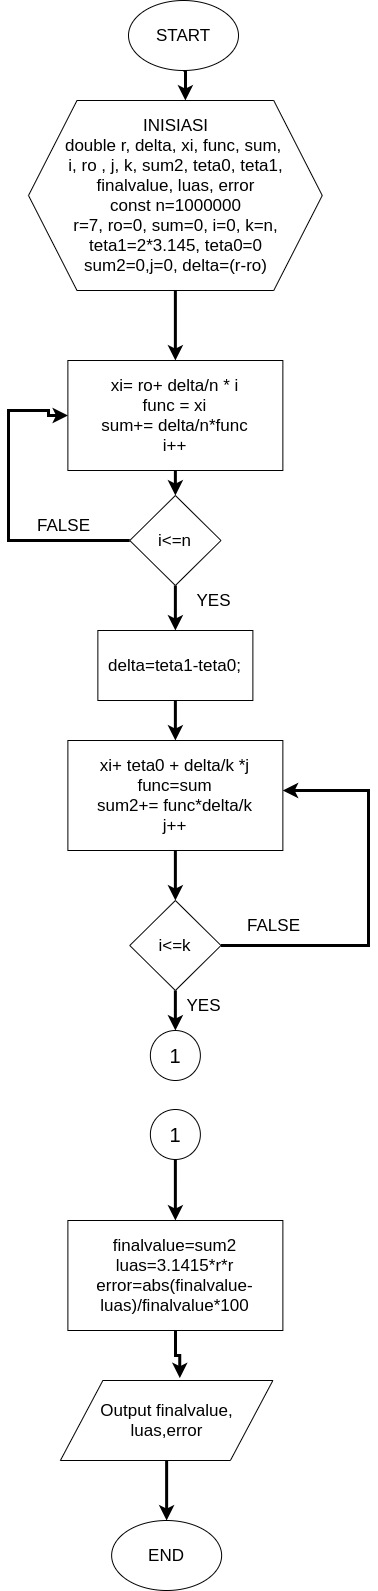 START
INISIASI
double r, delta, xi, func, sum,
i, ro , j, k, sum2, teta0, teta1,
finalvalue, luas, error
const n=1000000
r=7, ro=0, sum=0, i=0, k=n,
teta1=2*3.145, teta0=0
sum2=0,j=0, delta=(r-ro)
xi= ro+ delta/n * i
func = xi
sum+= delta/n*func
i++
FALSE
i<=n
YES
delta=teta1-teta0;
xi+ teta0 + delta/k *j
func=sum
sum2+= func*delta/k
j++
FALSE
i<=k
YES
1
1
finalvalue=sum2
luas=3.1415*r*r
error=abs(finalvalue-
luas)/finalvalue*100
Output finalvalue,
luas,error
END